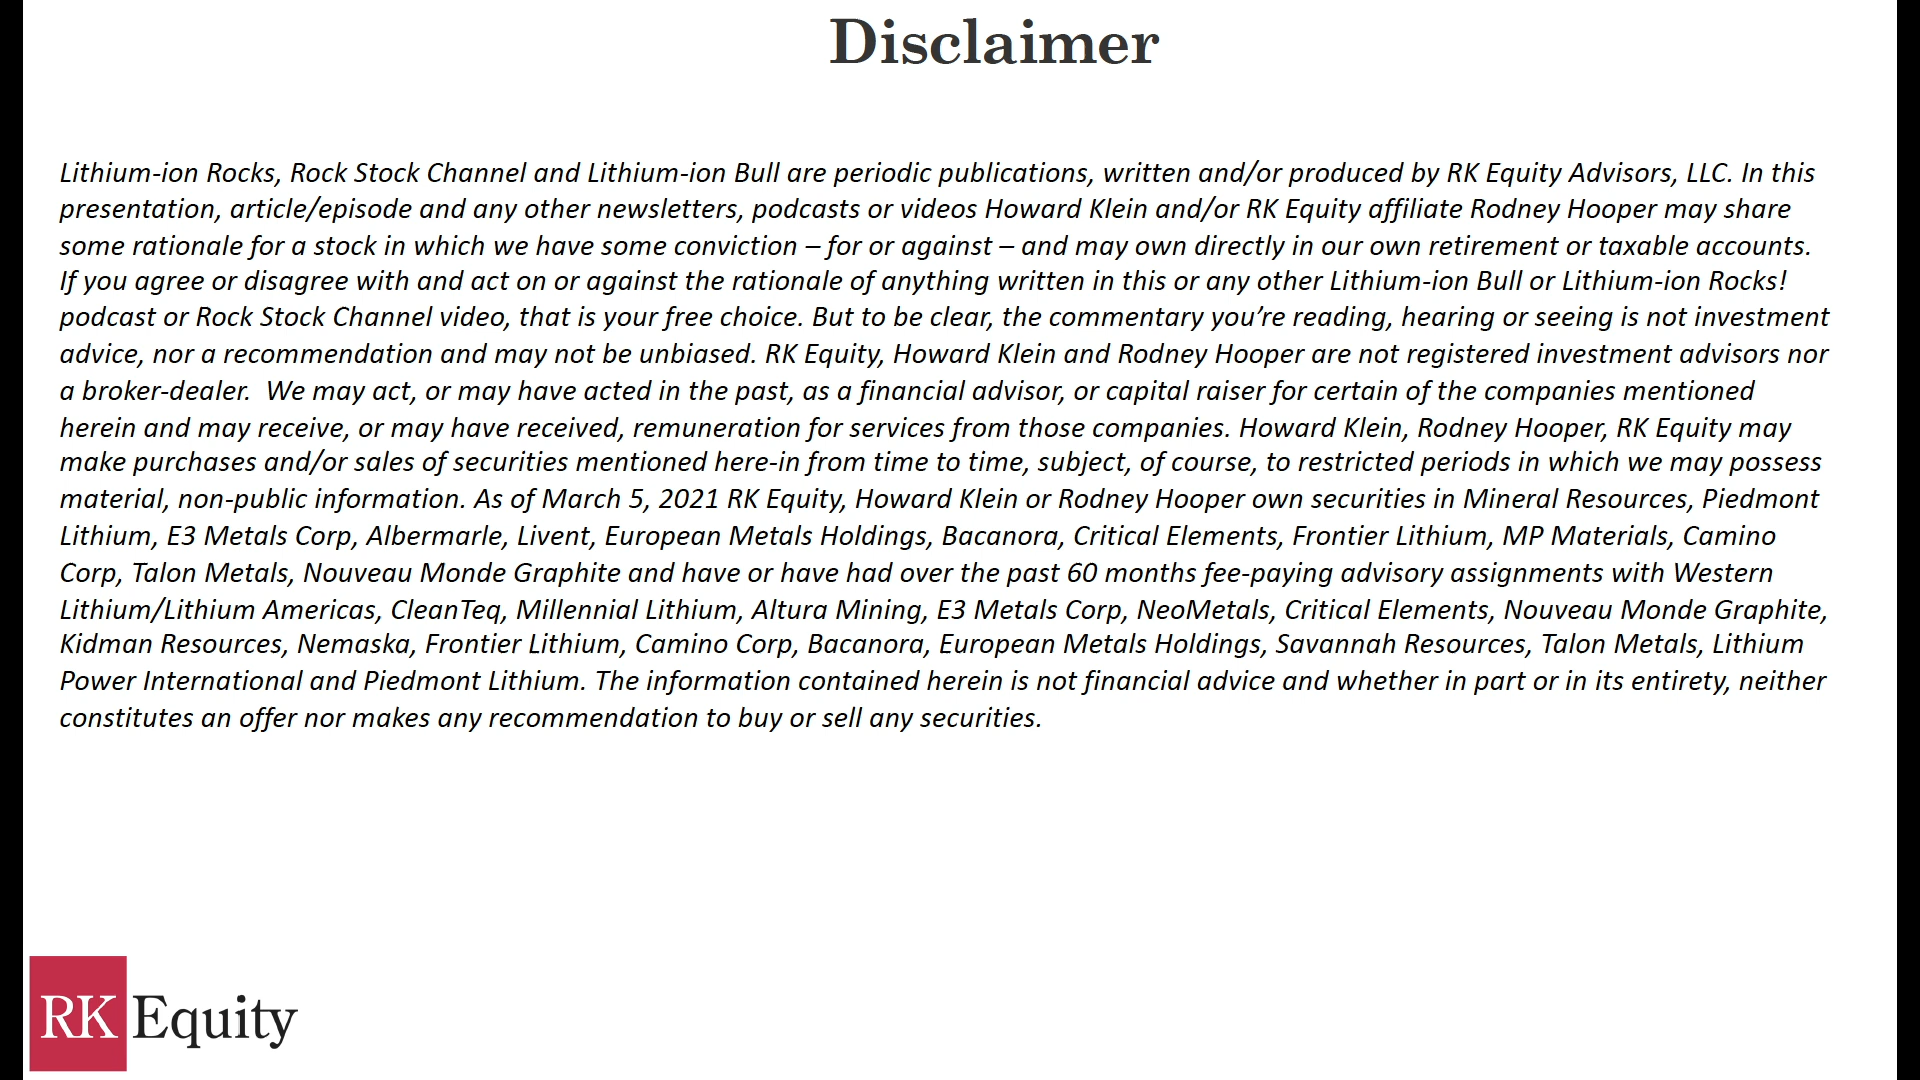 Disclaimer
Lithium-ion Rocks, Rock Stock Channel and Lithium-ion Bull are periodic publications, written and/or produced by RK Equity Advisors, LLC. In this
presentation, article/episode and any other newsletters, podcasts or videos Howard Klein and/or RK Equity affiliate Rodney Hooper may share
some rationale for a stock in which we have some conviction – for or against – and may own directly in our own retirement or taxable accounts.
If you agree or disagree with and act on or against the rationale of anything written in this or any other Lithium-ion Bull or Lithium-ion Rocks!
podcast or Rock Stock Channel video, that is your free choice. But to be clear, the commentary you’re reading, hearing or seeing is not investment
advice, nor a recommendation and may not be unbiased. RK Equity, Howard Klein and Rodney Hooper are not registered investment advisors nor
a broker-dealer.  We may act, or may have acted in the past, as a financial advisor, or capital raiser for certain of the companies mentioned
herein and may receive, or may have received, remuneration for services from those companies. Howard Klein, Rodney Hooper, RK Equity may
make purchases and/or sales of securities mentioned here-in from time to time, subject, of course, to restricted periods in which we may possess
material, non-public information. As of March 5, 2021 RK Equity, Howard Klein or Rodney Hooper own securities in Mineral Resources, Piedmont
Lithium, E3 Metals Corp, Albermarle, Livent, European Metals Holdings, Bacanora, Critical Elements, Frontier Lithium, MP Materials, Camino
Corp, Talon Metals, Nouveau Monde Graphite and have or have had over the past 60 months fee-paying advisory assignments with Western
Lithium/Lithium Americas, CleanTeq, Millennial Lithium, Altura Mining, E3 Metals Corp, NeoMetals, Critical Elements, Nouveau Monde Graphite,
Kidman Resources, Nemaska, Frontier Lithium, Camino Corp, Bacanora, European Metals Holdings, Savannah Resources, Talon Metals, Lithium
Power International and Piedmont Lithium. The information contained herein is not financial advice and whether in part or in its entirety, neither
constitutes an offer nor makes any recommendation to buy or sell any securities.
RK Equity